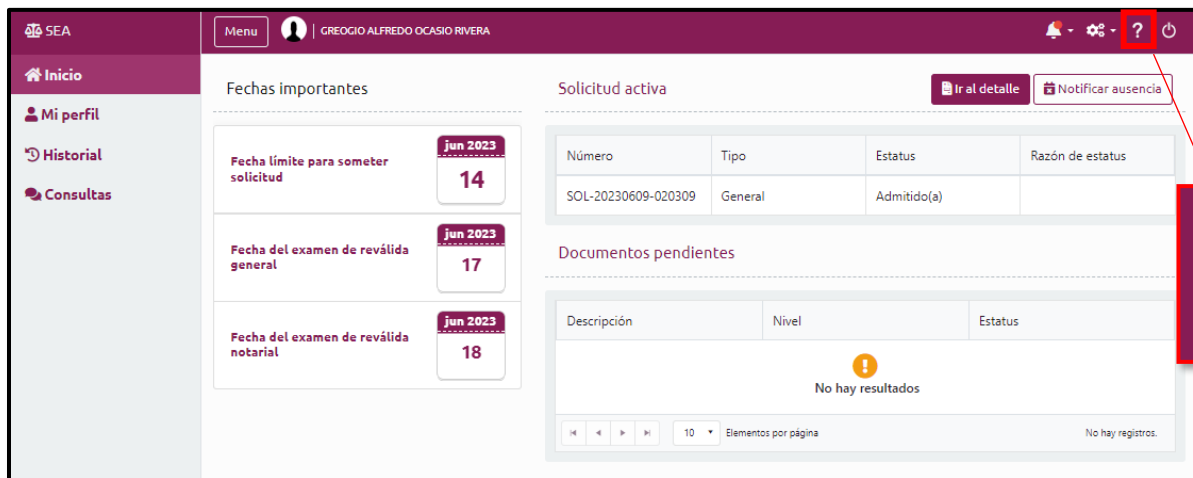 SEA
Menu
| GREOGIO ALFREDO OCASIO RIVERA
?
Inicio
Mi perfil
Historial
Consultas
Fechas importantes
Fecha límite para someter
solicitud
jun 2023
14
Fecha del examen de reválida
general
jun 2023
17
Fecha del examen de reválida
notarial
jun 2023
18
Solicitud activa
Ir al detalle
Notificar ausencia
Número Tipo Estatus Razón de estatus
SOL-20230609-020309 General Admitido(a)
Documentos pendientes
Descripción Nivel Estatus
No hay resultados
10 Elementos por página No hay registros.